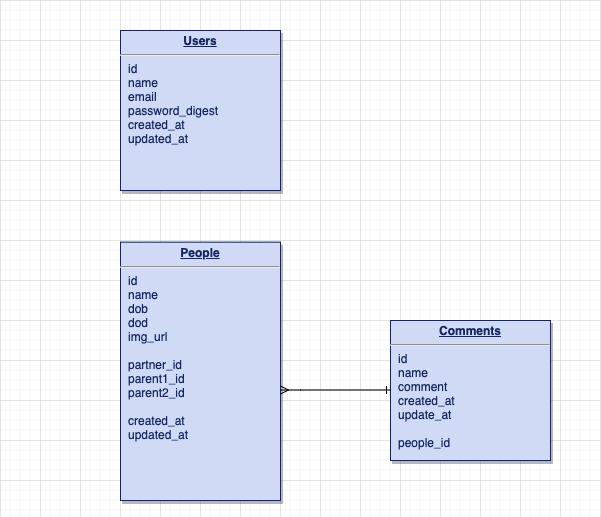 Users
id
name
email
password_digest
created_at
updated_at
People
id
name
dob
dod
img_url
partner_id
parent1_id
parent2_id
created_at
updated_at
Comments
id
name
comment
created_at
update_at
people_id